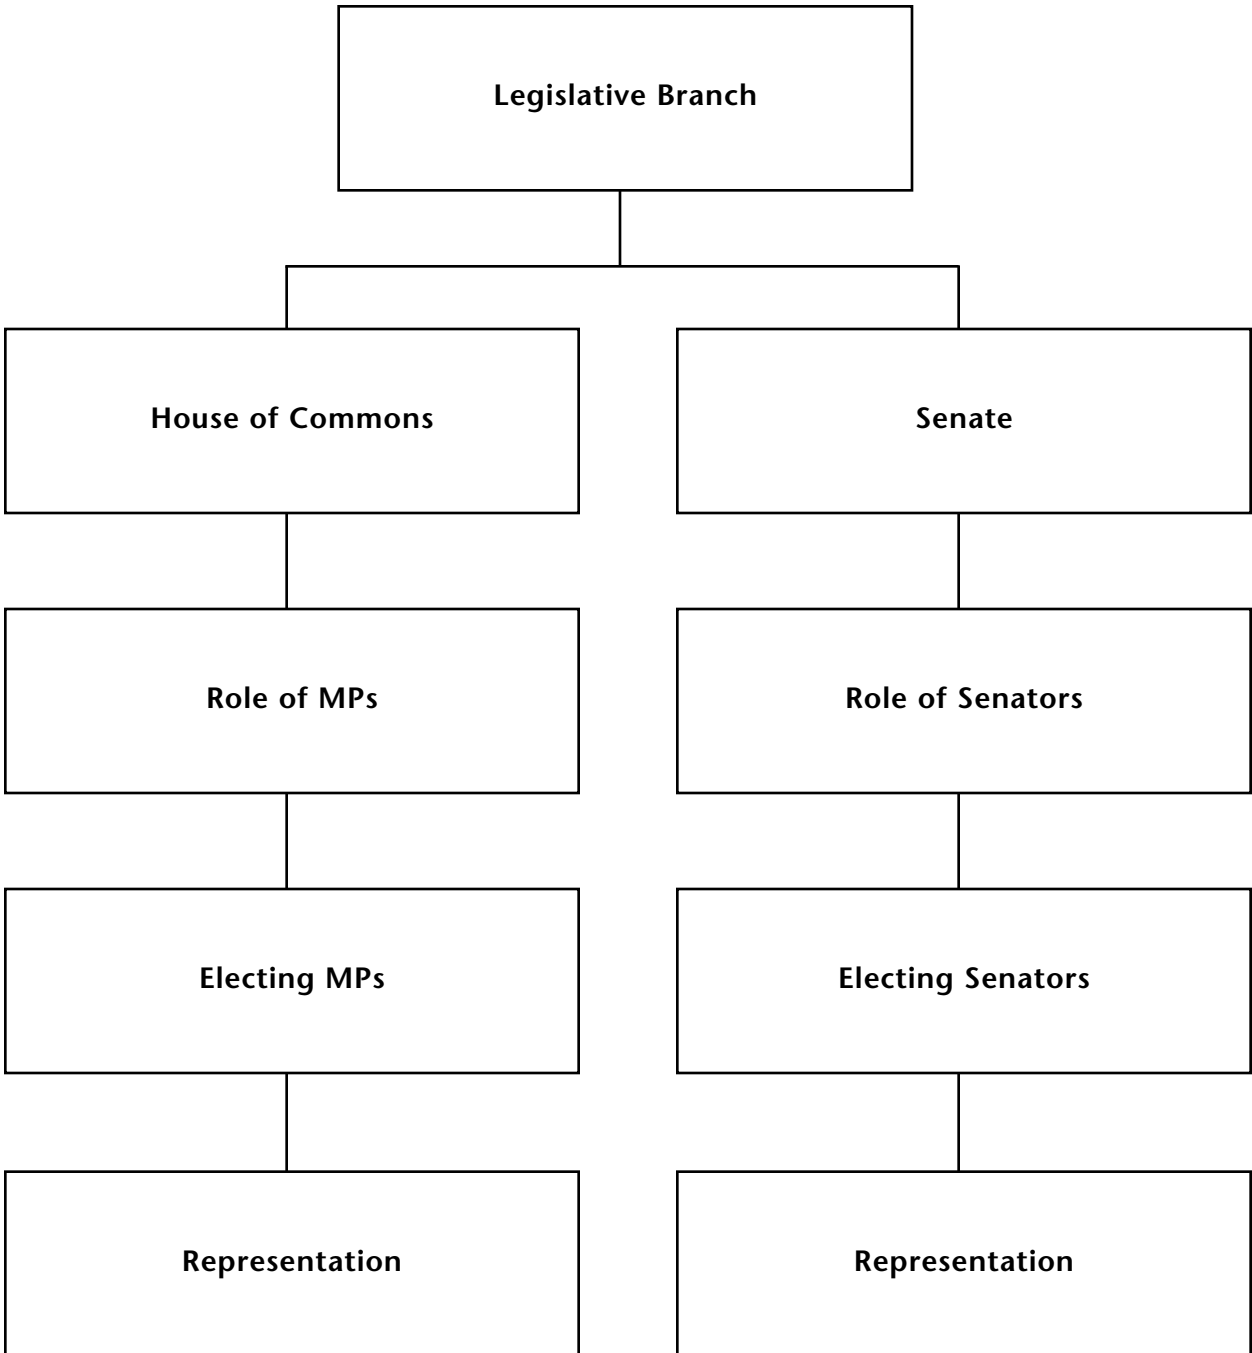 Legislative Branch
House of Commons
Senate
Role of MPs
Role of Senators
Electing MPs
Electing Senators
Representation
Representation